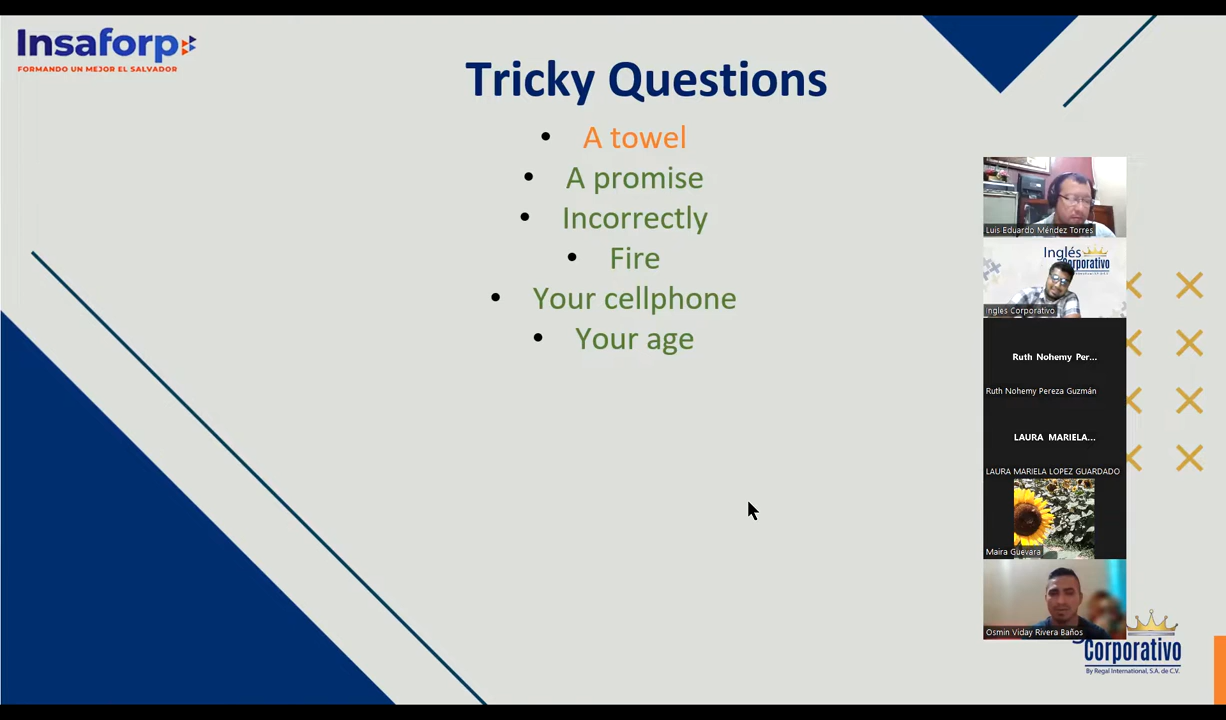 Insaforp
FORMANDO UN MEJOR EL SALVADOR
Tricky Questions
• A towel
• A promise
• Incorrectly
• Fire
• Your cellphone
• Your age
Luis Eduardo Méndez Torres
Inglés
Corporativo
Ingles Corporativo
Ruth Nohemy Per...
Ruth Nohemy Pereza Guzmán
LAURA MARIELA...
LAURA MARIELA LOPEZ GUARDADO
Maira Guevara
Osmin Viday Rivera Baños
Corporativo
By Regal International, S.A. de C.V.